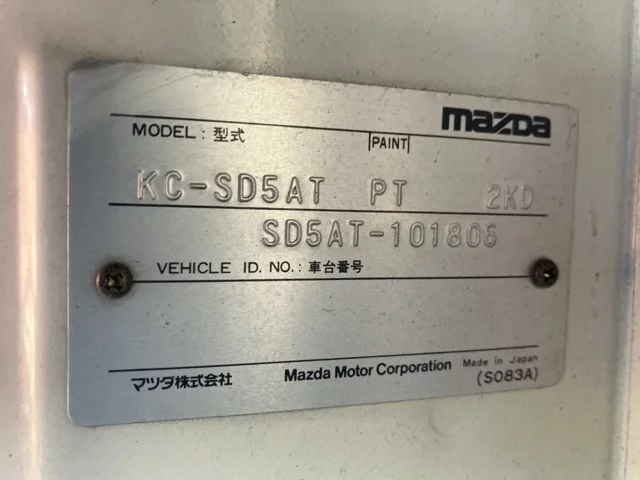 mazda
MODEL : 型式 PAINT
KC-SD5AT PT 2KD
SD5AT-101806
VEHICLE ID. NO. : 車台番号
マツダ株式会社 Mazda Motor Corporation Made in Japan
(S083A)